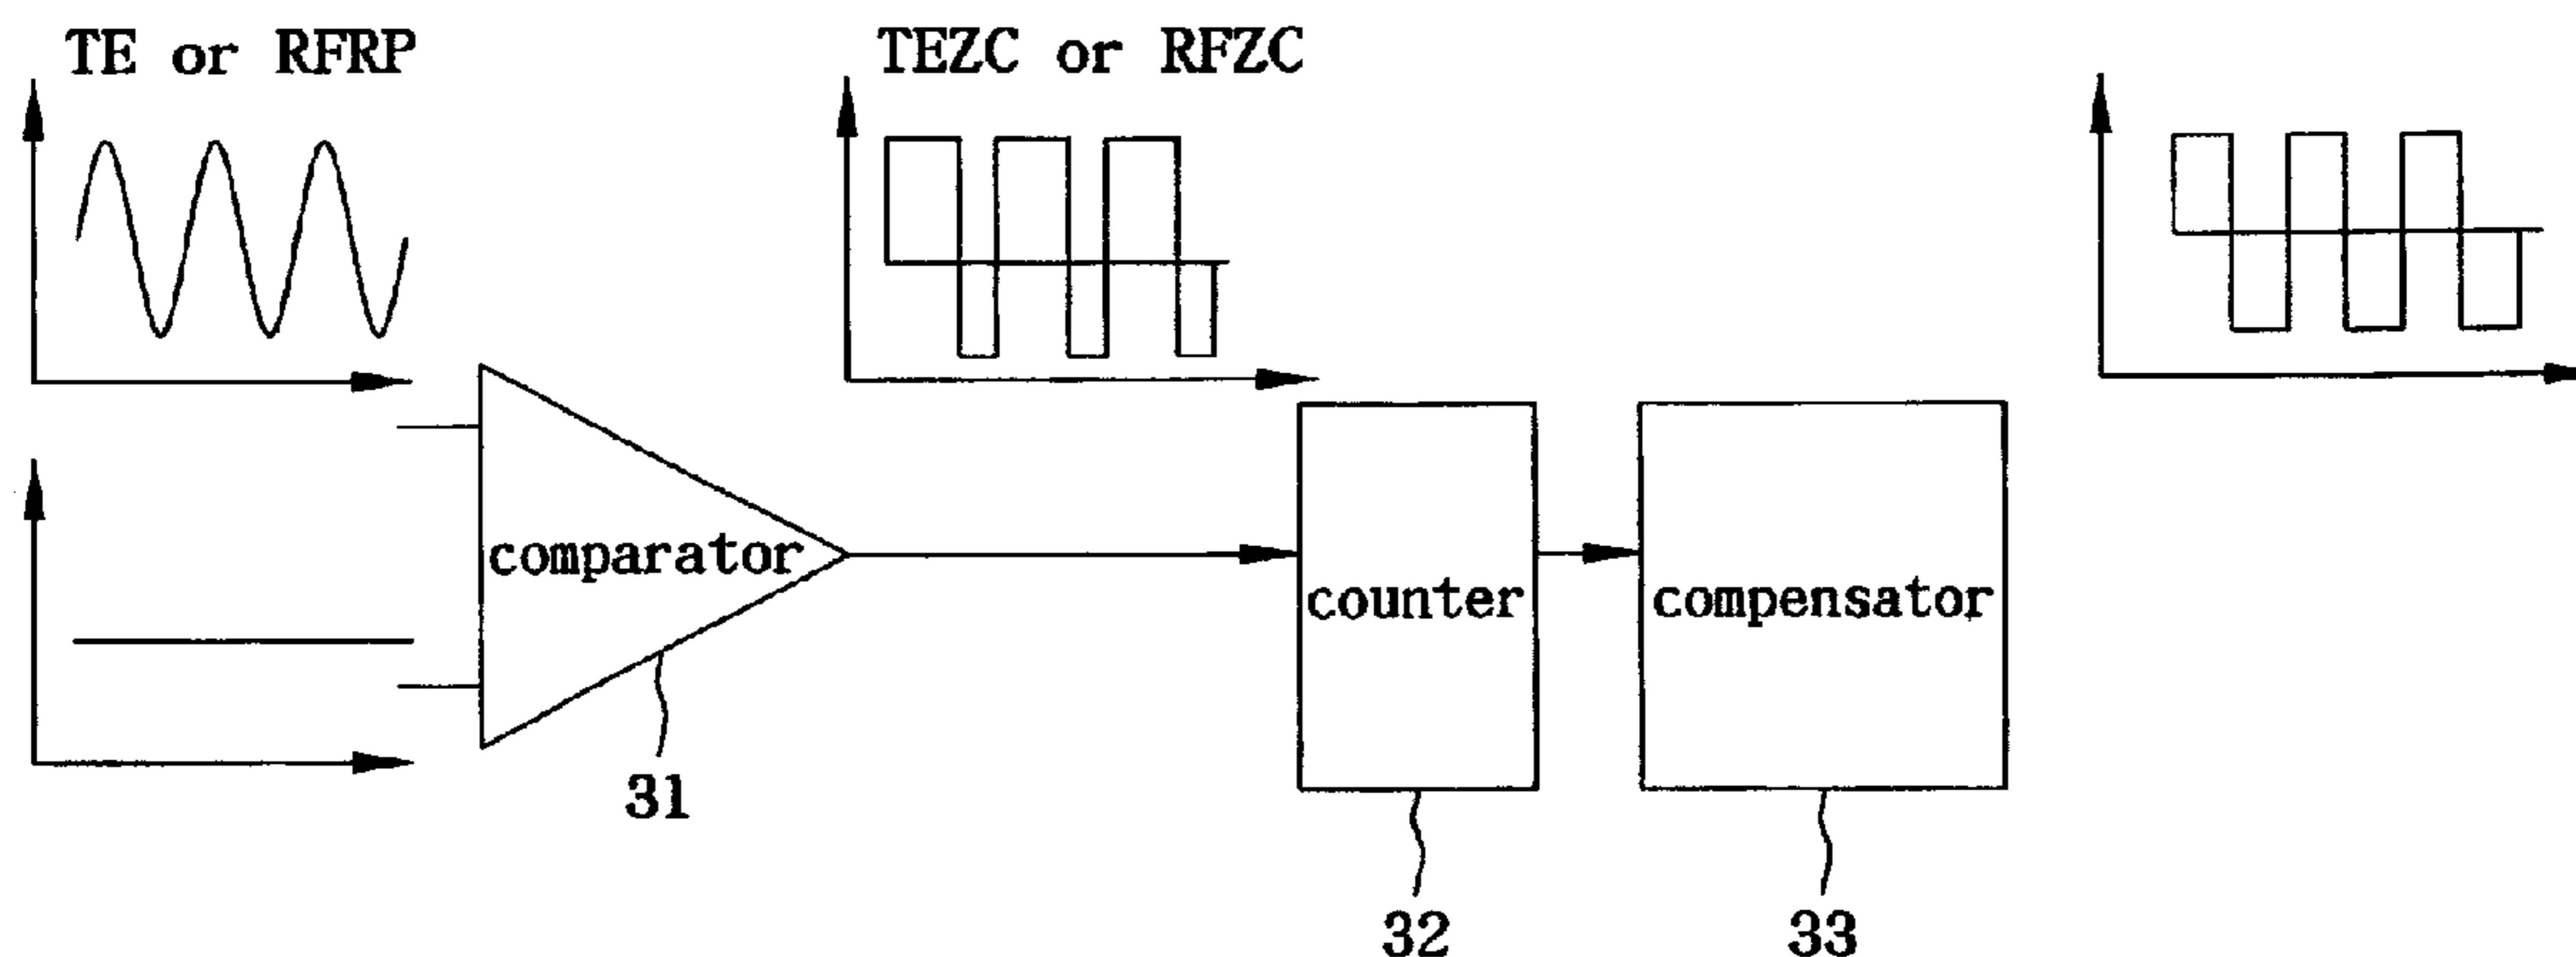 TE or RFRP
TEZC or RFZC
comparator
counter
compensator
31
32
33